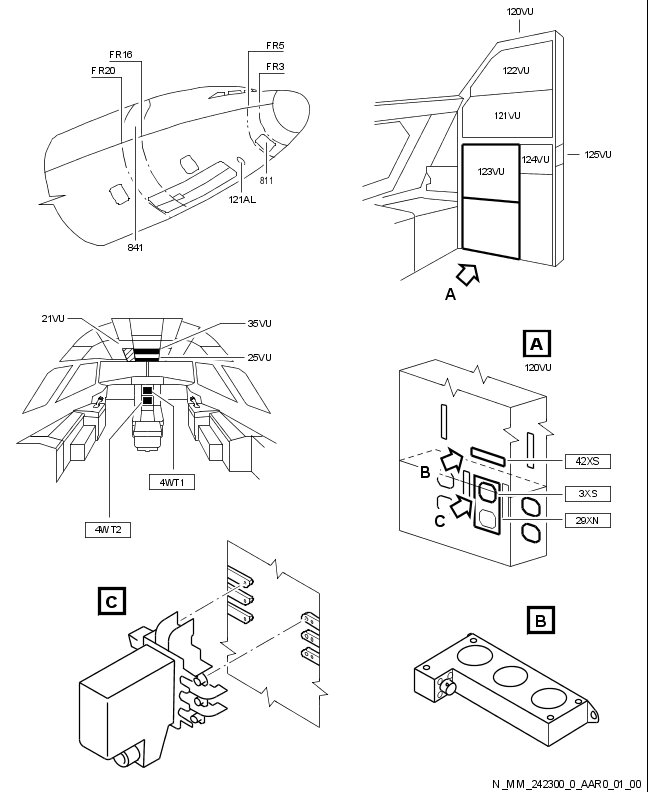 120VU
FR5
FR16
FR3
FR20
122VU
121VU
124VU
125VU
123VU
811
121AL
841
A
21VU
35VU
25VU
A
120VU
B
42XS
4WT1
3XS
C
29XN
4WT2
C
B
N_MM_242300_0_AAR0_01_00